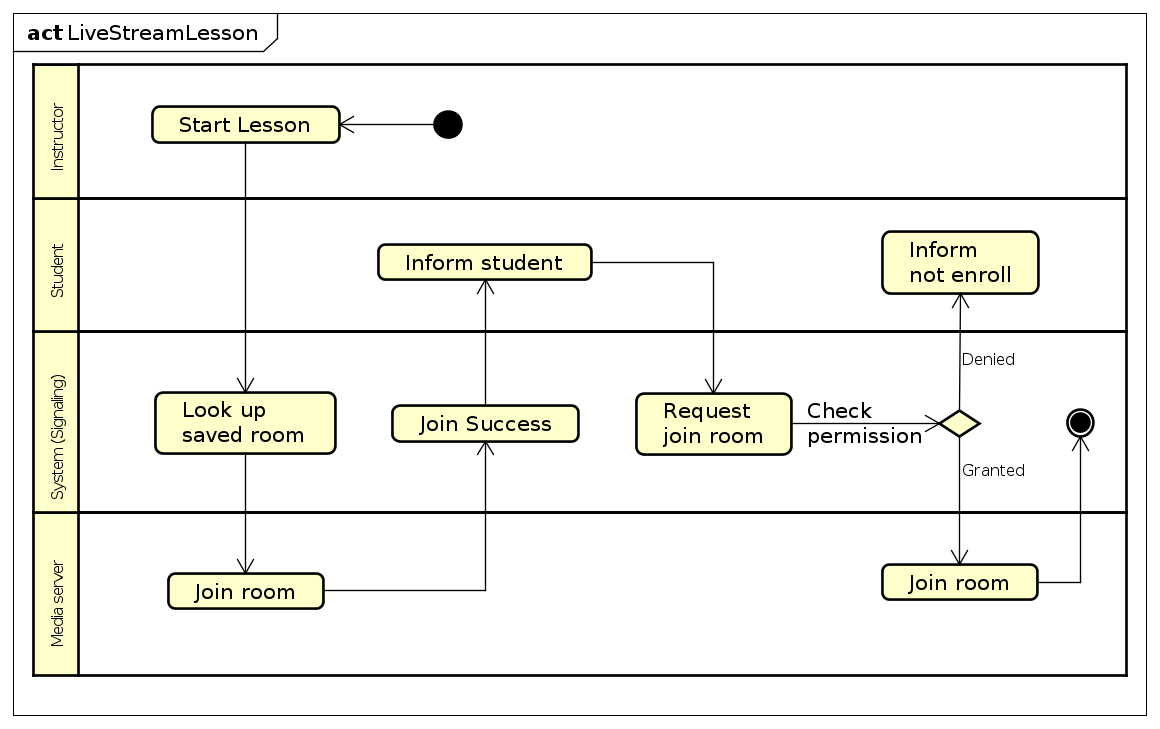 act LiveStreamLesson
Instructor
Start Lesson
Student
Inform student
Inform
not enroll
System (Signaling)
Look up
saved room
Join Success
Request
join room
Check
permission
Denied
Granted
Media server
Join room
Join room